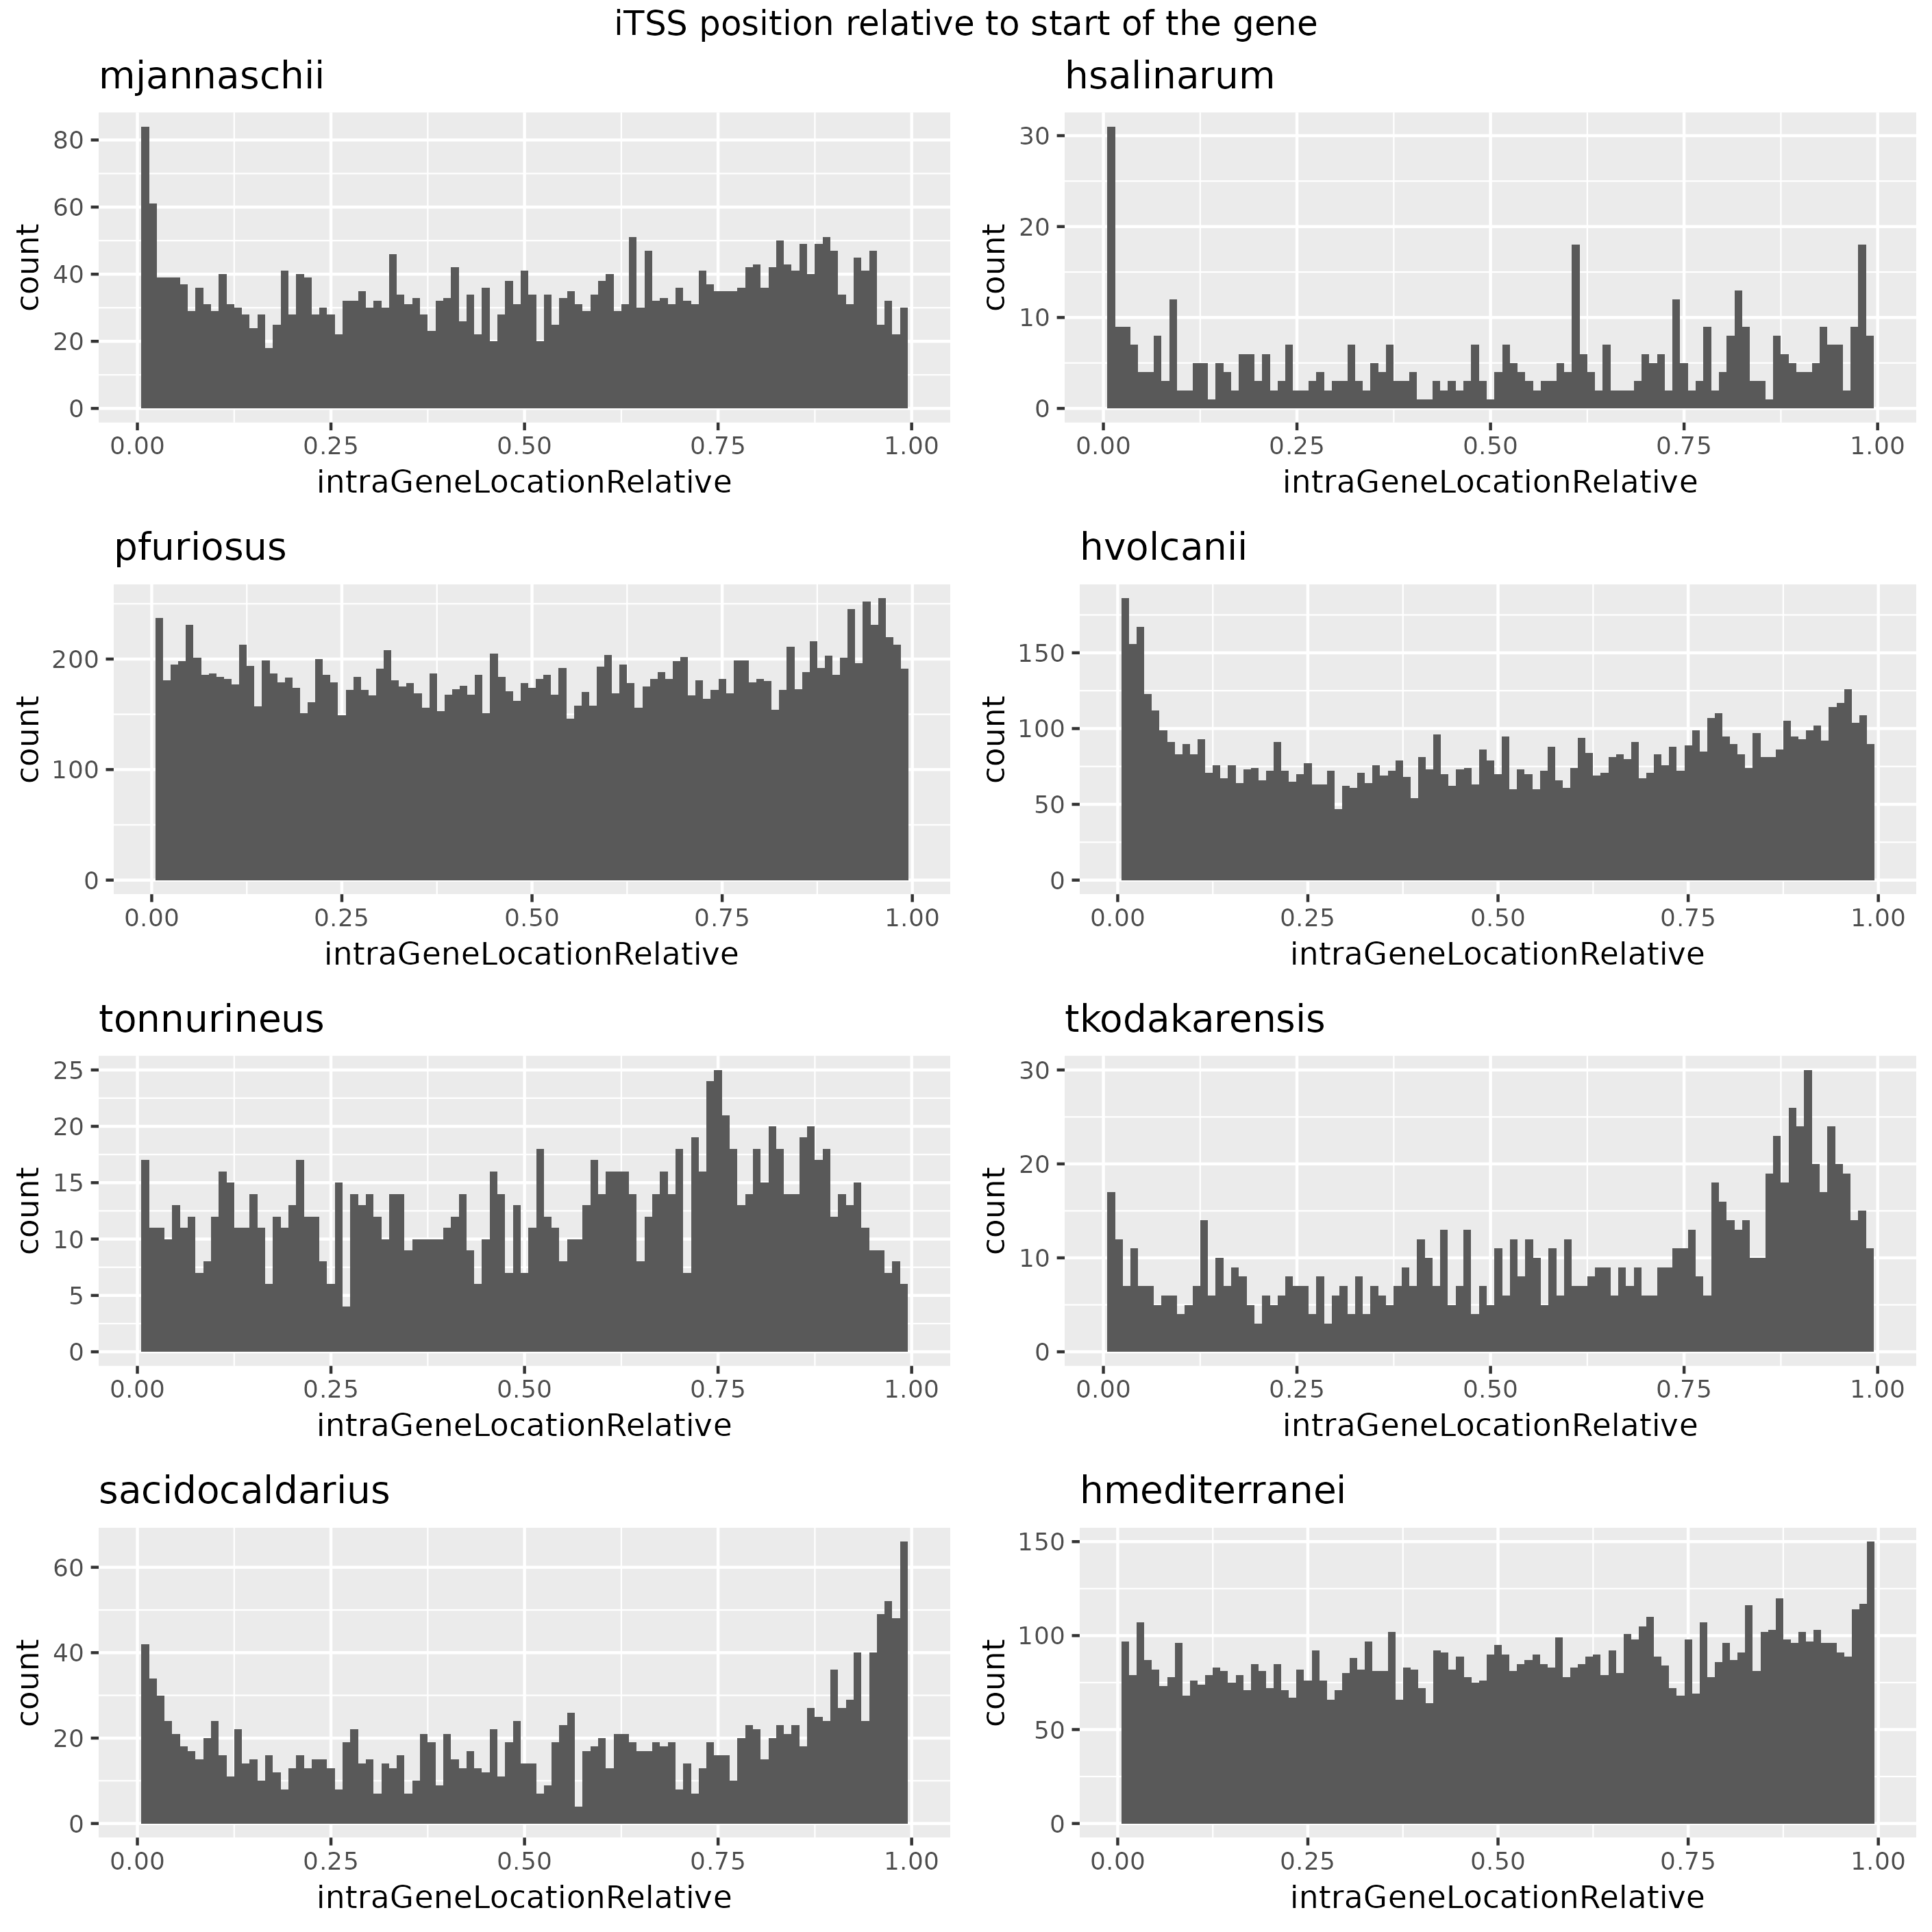 iTSS position relative to start of the gene
mjannaschii
80
60
40
20
0
count
0.00 0.25 0.50 0.75 1.00
intraGeneLocationRelative
hsalinarum
30
20
10
0
count
0.00 0.25 0.50 0.75 1.00
intraGeneLocationRelative
pfuriosus
200
100
0
count
0.00 0.25 0.50 0.75 1.00
intraGeneLocationRelative
hvolcanii
150
100
50
0
count
0.00 0.25 0.50 0.75 1.00
intraGeneLocationRelative
tonnurineus
25
20
15
10
5
0
count
0.00 0.25 0.50 0.75 1.00
intraGeneLocationRelative
tkodakarensis
30
20
10
0
count
0.00 0.25 0.50 0.75 1.00
intraGeneLocationRelative
sacidocaldarius
60
40
20
0
count
0.00 0.25 0.50 0.75 1.00
intraGeneLocationRelative
hmediterranei
150
100
50
0
count
0.00 0.25 0.50 0.75 1.00
intraGeneLocationRelative